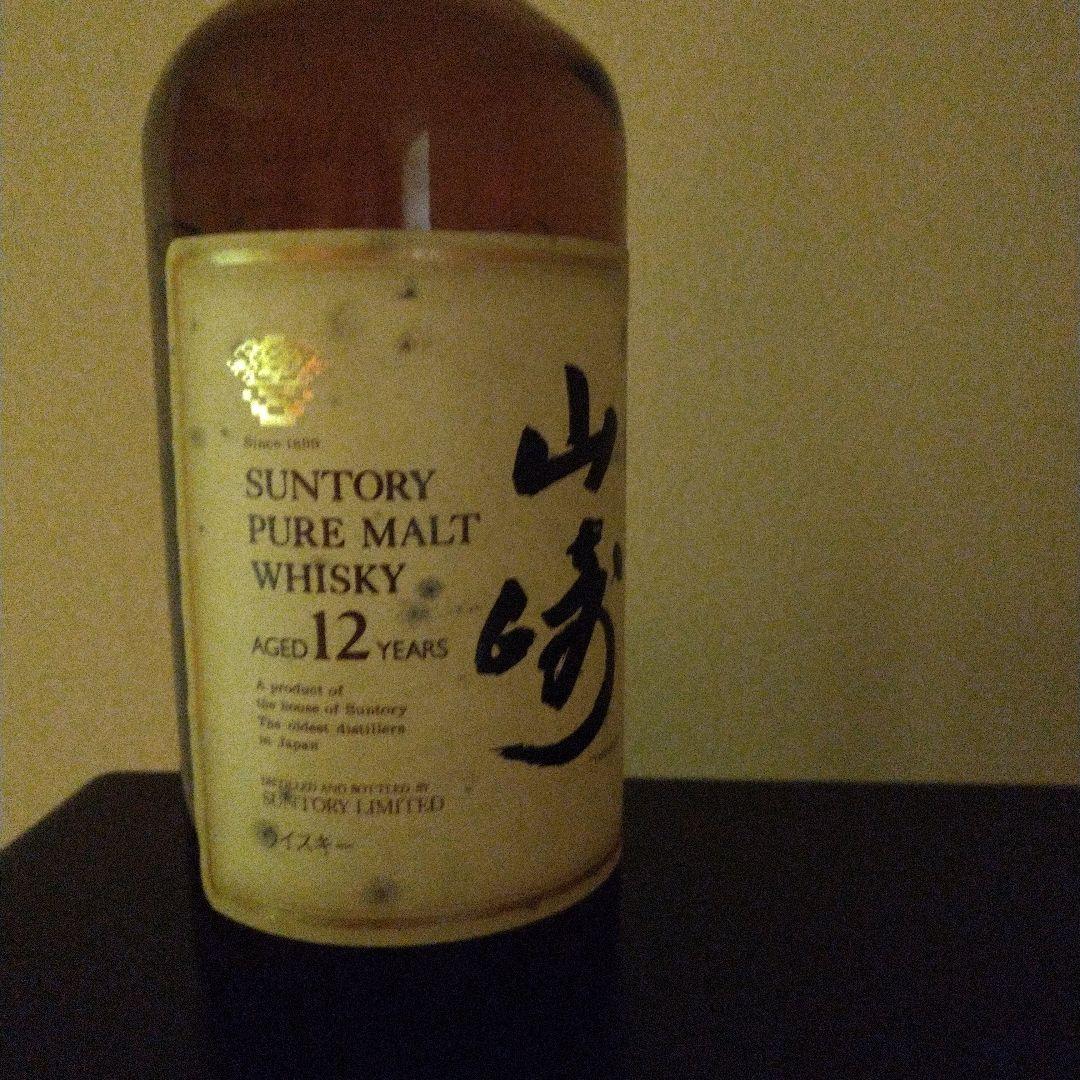 Since 1899
SUNTORY
PURE MALT
WHISKY
AGED 12 YEARS
A product of
the house of Suntory
The oldest distillers
in Japan
DISTILLED AND BOTTLED BY
SUNTORY LIMITED
ウイスキー
山崎